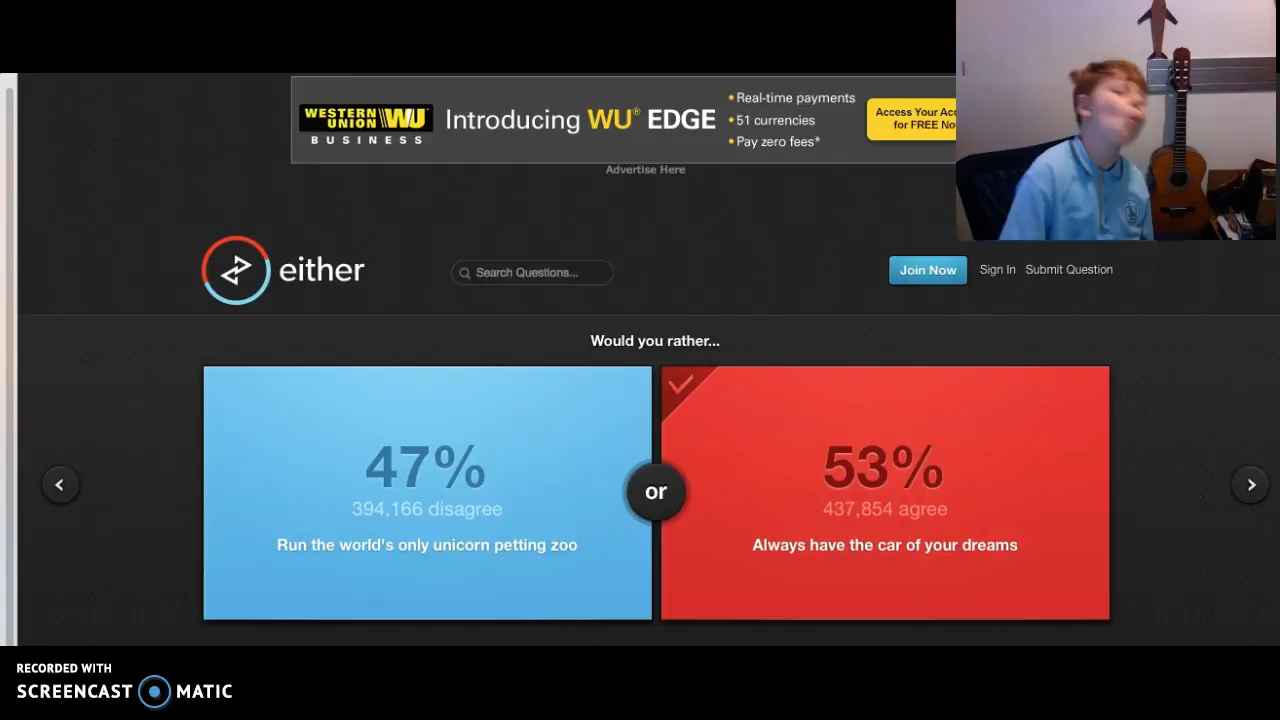 WESTERN UNION WU
BUSINESS
Introducing WU® EDGE
•Real-time payments
•51 currencies
•Pay zero fees*
Access Your Acc
for FREE No
Advertise Here
either
Search Questions...
Join Now
Sign In
Submit Question
Would you rather...
47%
394,166 disagree
Run the world's only unicorn petting zoo
or
53%
437,854 agree
Always have the car of your dreams
RECORDED WITH
SCREENCAST MATIC